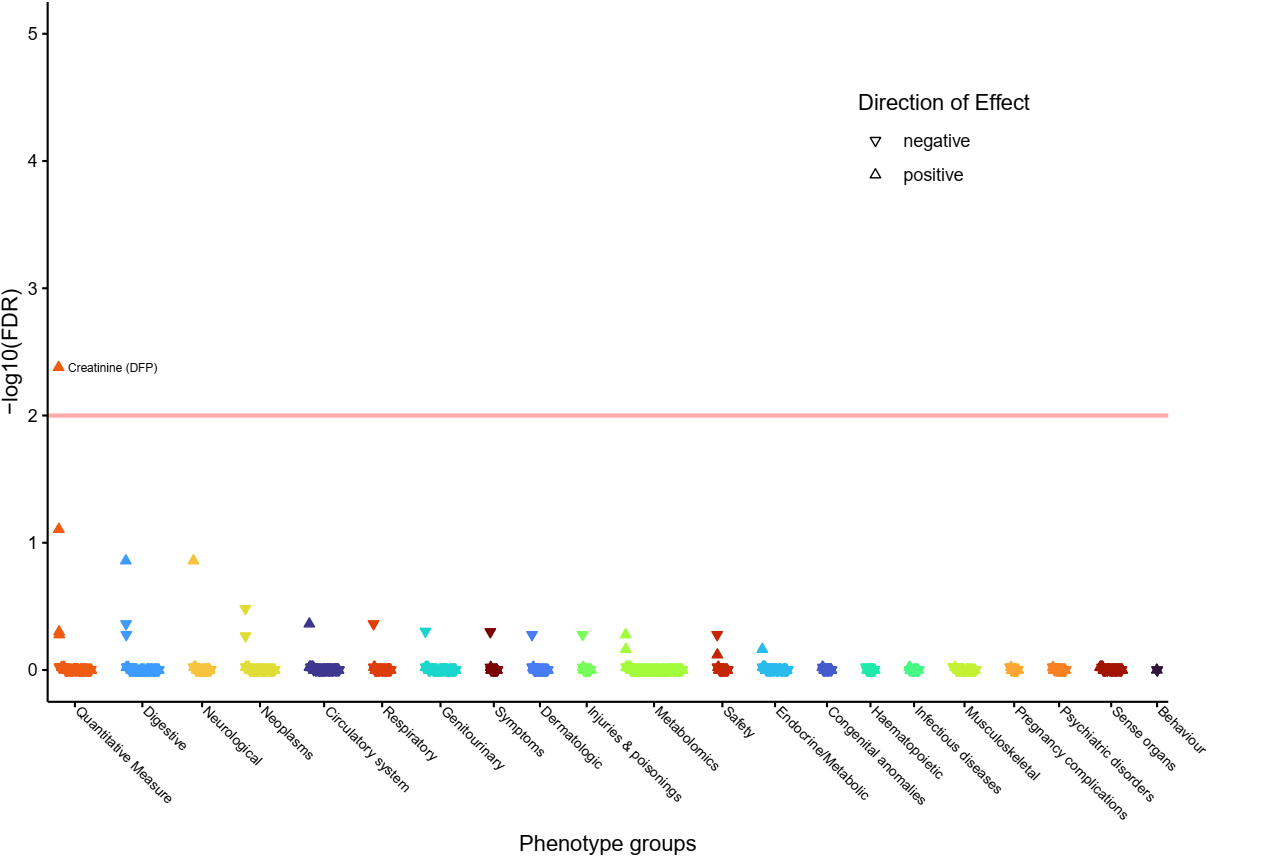 5
4
3
2
1
0
−log10(FDR)
Direction of Effect
negative
positive
Creatinine (DFP)
Quantitative Measure
Digestive
Neurological
Neoplasms
Circulatory system
Respiratory
Genitourinary
Symptoms
Dermatologic
Injuries & poisonings
Metabolomics
Safety
Endocrine/Metabolic
Congenital anomalies
Haematopoietic
Infectious diseases
Musculoskeletal
Pregnancy complications
Psychiatric disorders
Sense organs
Behaviour
Phenotype groups